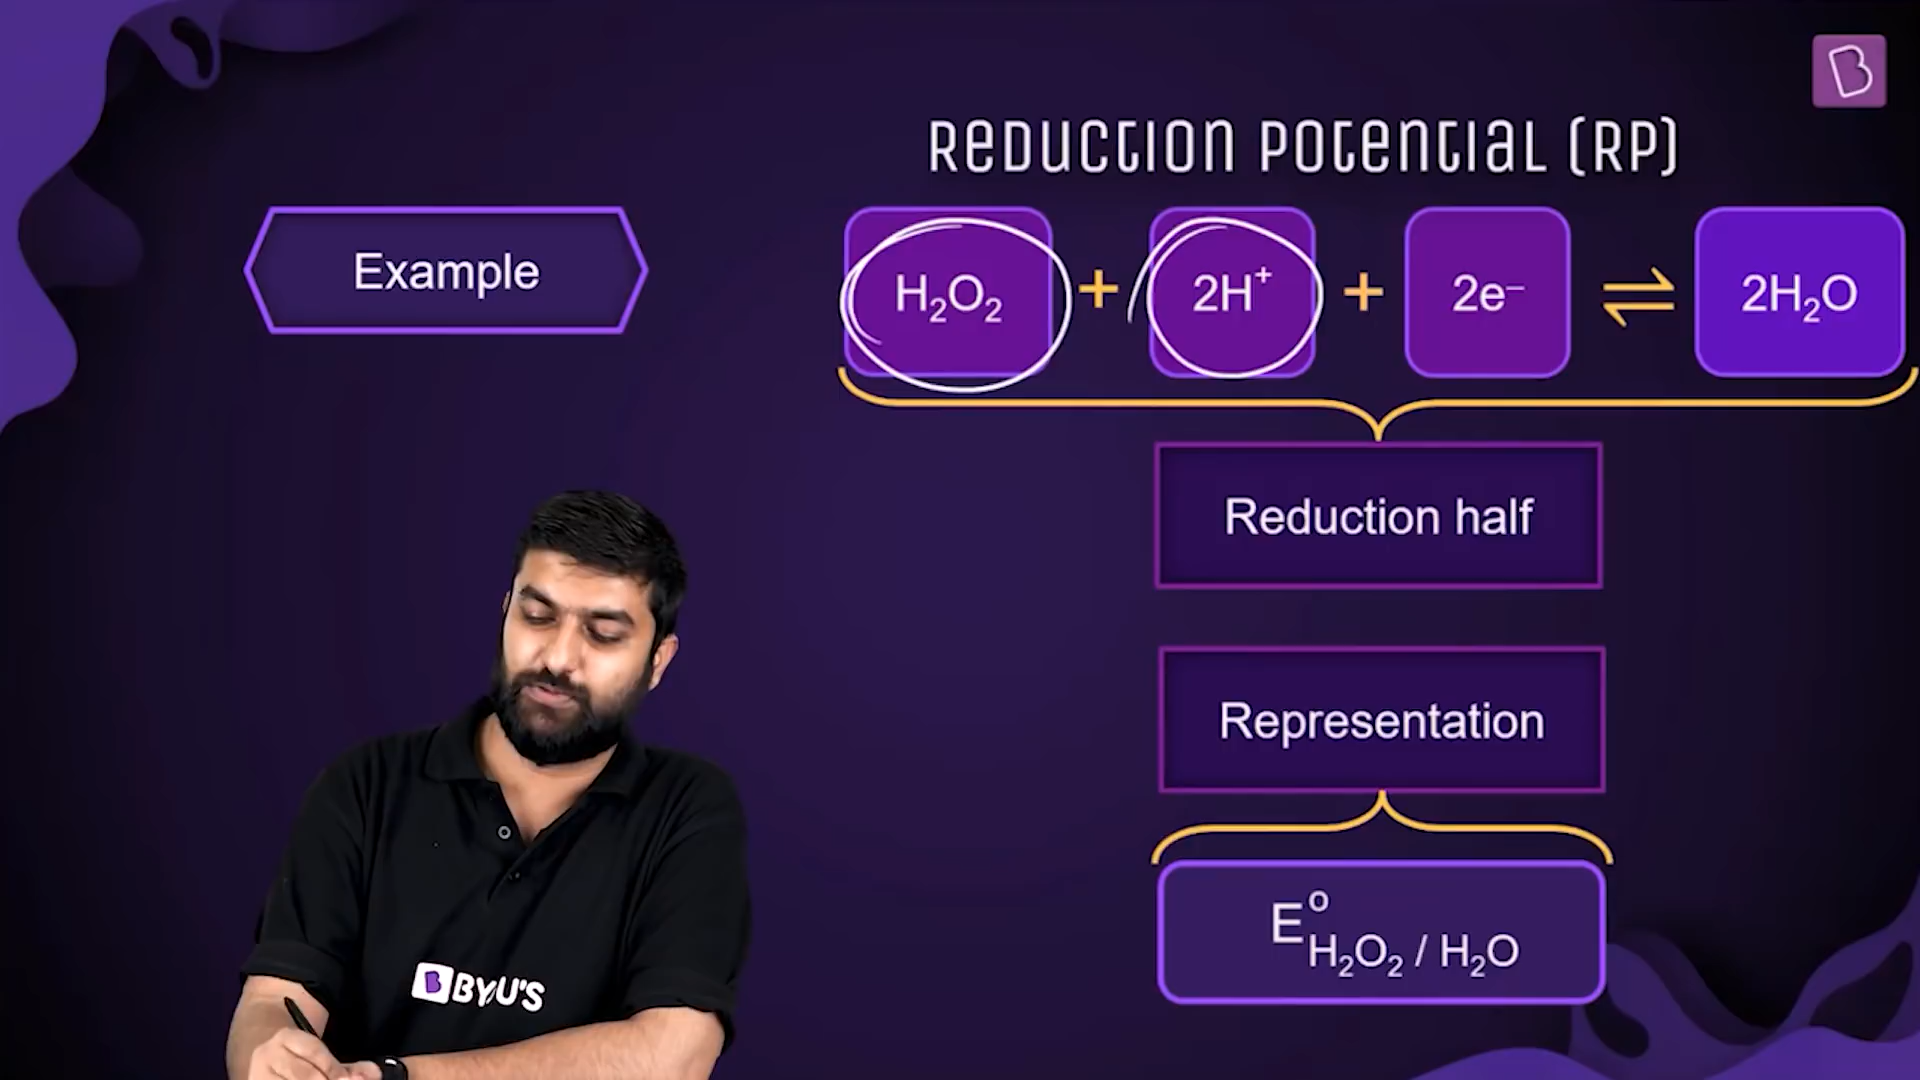 REDUCTION POTENTIAL (RP)
Example
H₂O₂ + 2H⁺ + 2e⁻ ⇌ 2H₂O
Reduction half
Representation
E° H₂O₂ / H₂O
BYJU'S